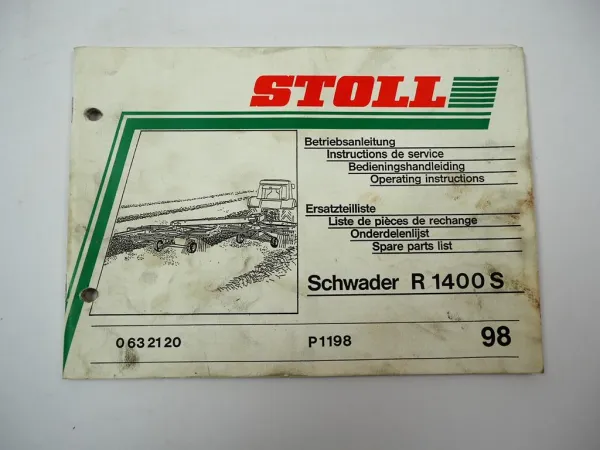 STOLL
Betriebsanleitung
Instructions de service
Bedieningshandleiding
Operating instructions
Ersatzteilliste
Liste de pièces de rechange
Onderdelenlijst
Spare parts list
Schwader R 1400 S
0 63 21 20 P 1198 98